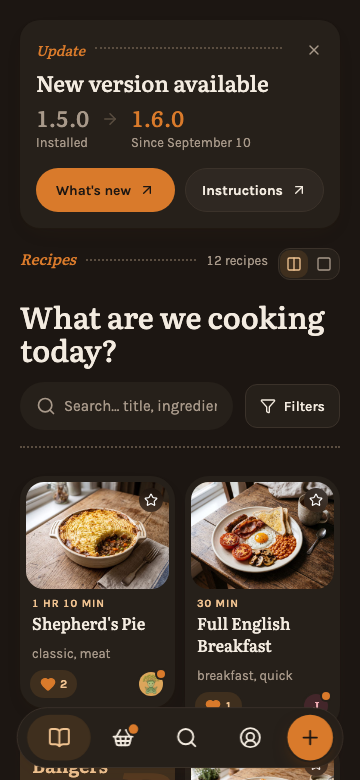 Update
New version available
1.5.0 → 1.6.0
Installed Since September 10
What's new Instructions
Recipes 12 recipes
What are we cooking
today?
Search... title, ingredien
Filters
1 HR 10 MIN
Shepherd's Pie
classic, meat
2
30 MIN
Full English
Breakfast
breakfast, quick
1
Bangers